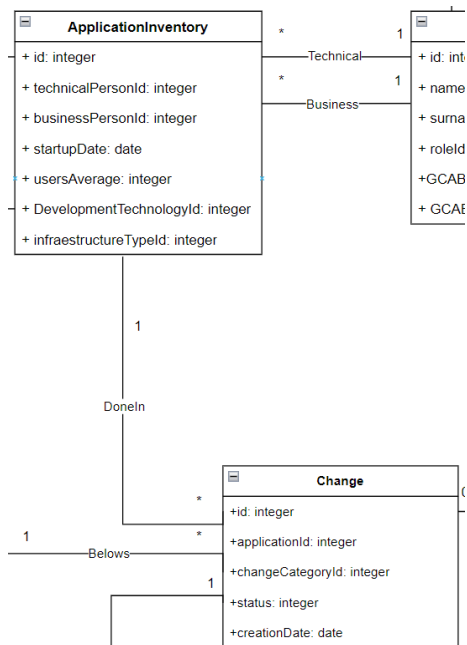 ApplicationInventory
+ id: integer
+ technicalPersonId: integer
+ businessPersonId: integer
+ startupDate: date
+ usersAverage: integer
+ DevelopmentTechnologyId: integer
+ infraestructureTypeId: integer
* 1
Technical
* 1
Business
+ id:
+ name
+ surna
+ roleId
+GCAB
1
DoneIn
*
Change
+id: integer
+applicationId: integer
+changeCategoryId: integer
+status: integer
+creationDate: date
1 *
Belows
1